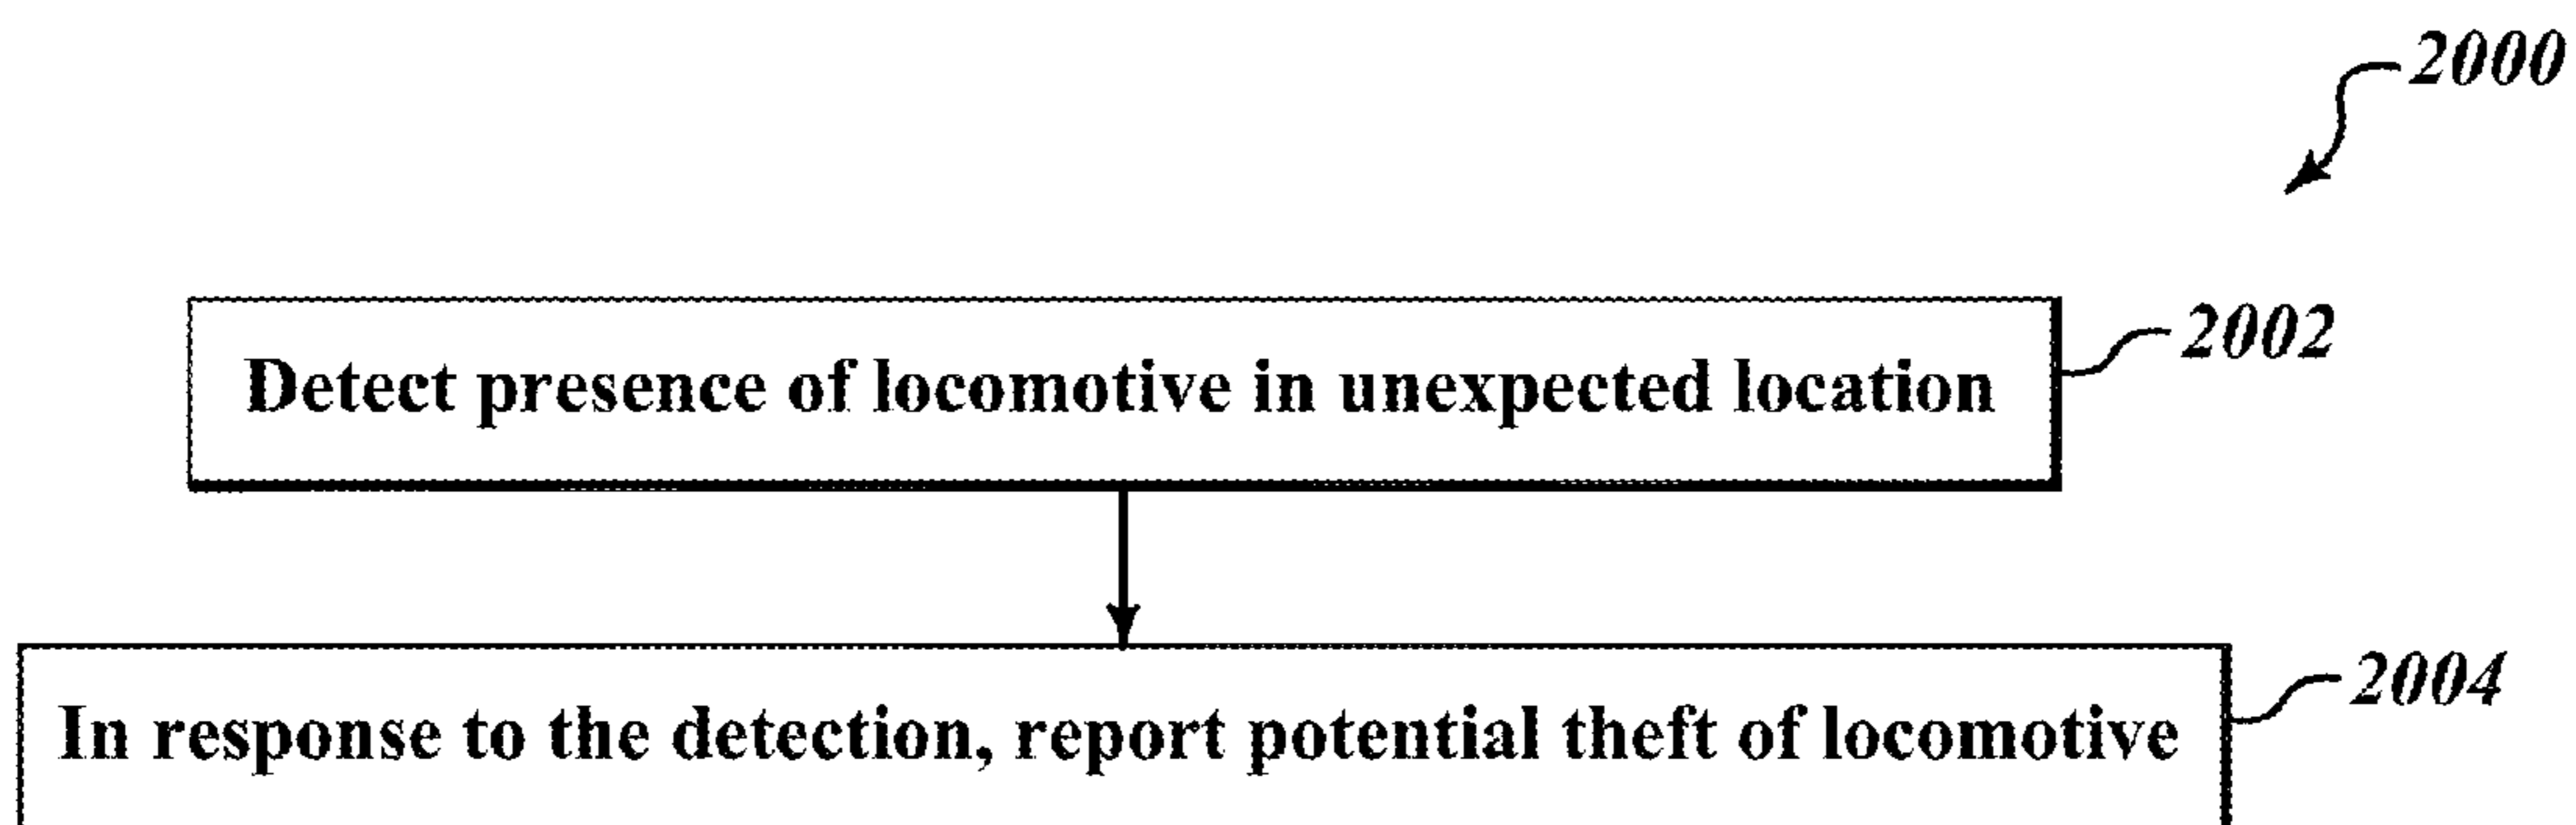 2000
Detect presence of locomotive in unexpected location
2002
In response to the detection, report potential theft of locomotive
2004